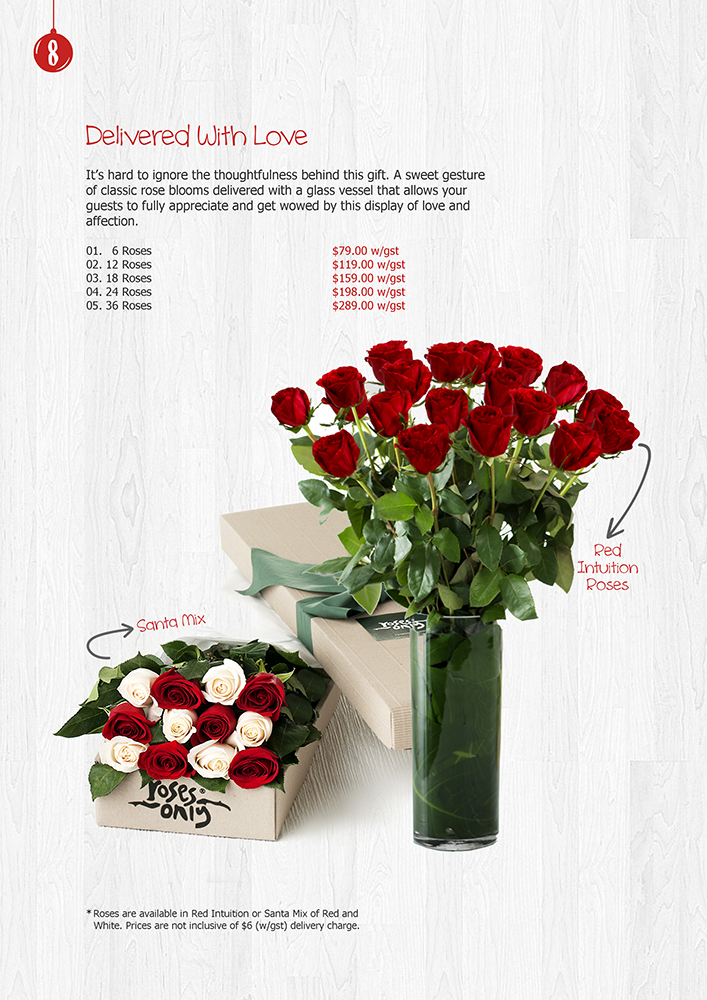 8
Delivered With Love
It's hard to ignore the thoughtfulness behind this gift. A sweet gesture
of classic rose blooms delivered with a glass vessel that allows your
guests to fully appreciate and get wowed by this display of love and
affection.
01. 6 Roses $79.00 w/gst
02. 12 Roses $119.00 w/gst
03. 18 Roses $159.00 w/gst
04. 24 Roses $198.00 w/gst
05. 36 Roses $289.00 w/gst
Red
Intuition
Roses
Santa Mix
roses
only
roses®
only
* Roses are available in Red Intuition or Santa Mix of Red and
White. Prices are not inclusive of $6 (w/gst) delivery charge.